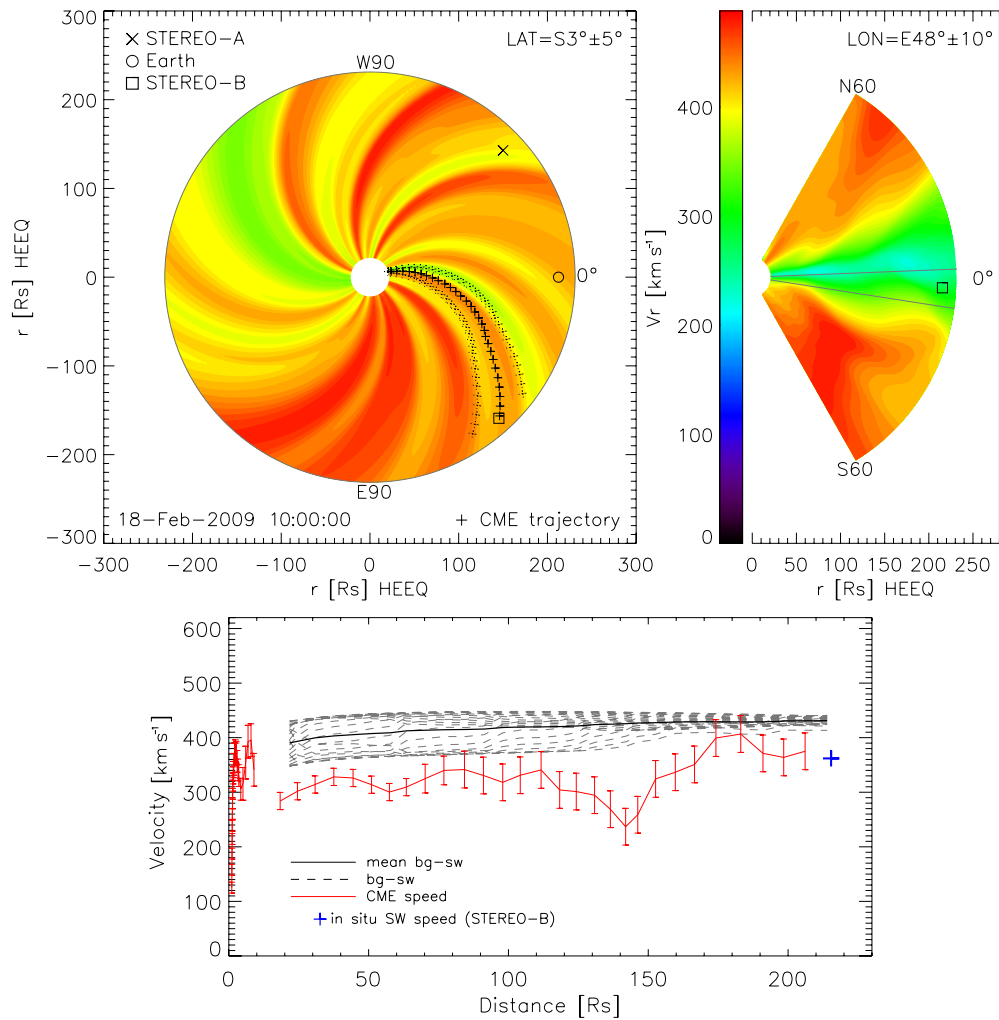 300
200
100
0
−100
−200
−300
r [Rs] HEEQ
STEREO−A
Earth
STEREO−B
LAT=S3°±5°
W90
0°
E90
18−Feb−2009 10:00:00
+ CME trajectory
−300
−200
−100
0
100
200
300
r [Rs] HEEQ
400
300
200
100
0
Vr [km s⁻¹]
LON=E48°±10°
N60
0°
S60
0
50
100
150
200
250
r [Rs] HEEQ
600
500
400
300
200
100
0
Velocity [km s⁻¹]
mean bg−sw
bg−sw
CME speed
+ in situ SW speed (STEREO−B)
0
50
100
150
200
Distance [Rs]